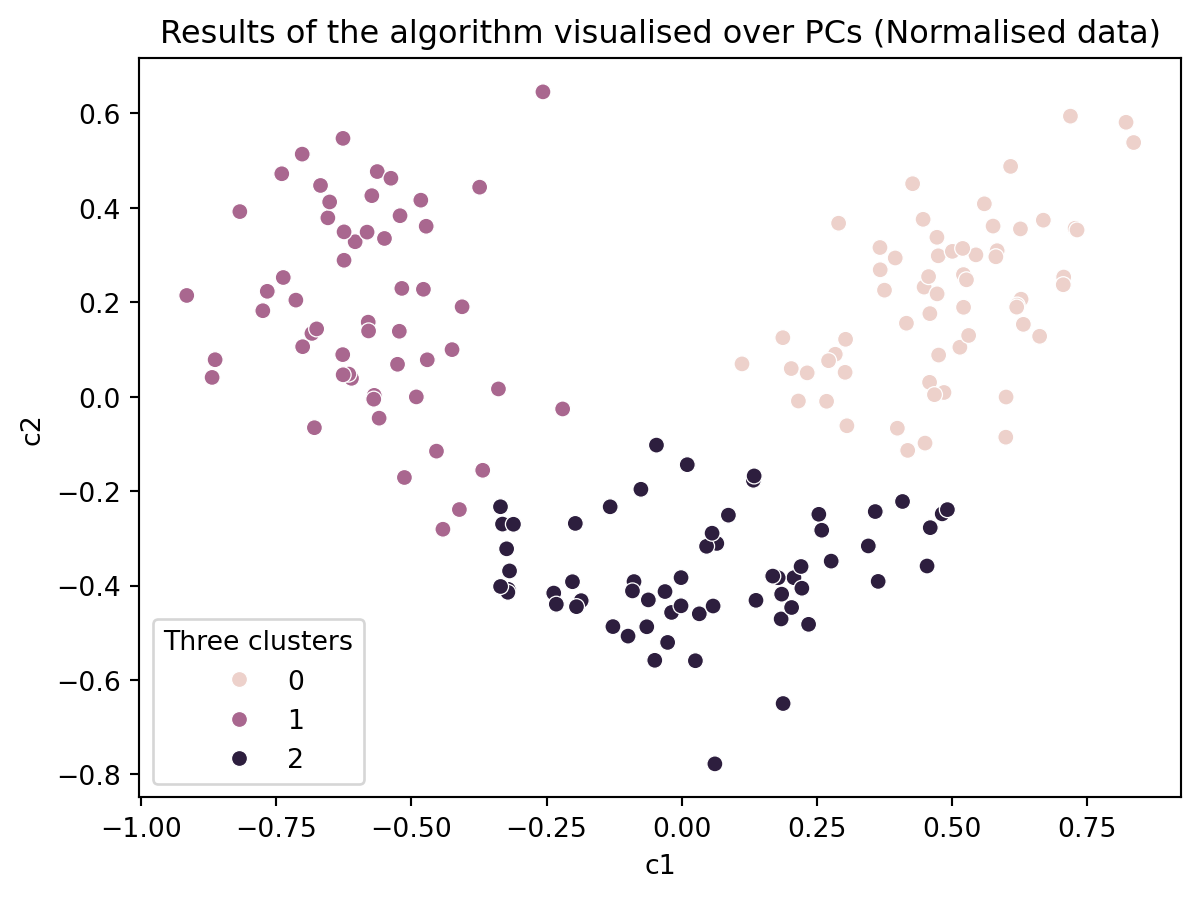 Results of the algorithm visualised over PCs (Normalised data)
0.6
0.4
0.2
0.0
−0.2
−0.4
−0.6
−0.8
c2
Three clusters
0
1
2
−1.00 −0.75 −0.50 −0.25 0.00 0.25 0.50 0.75
c1